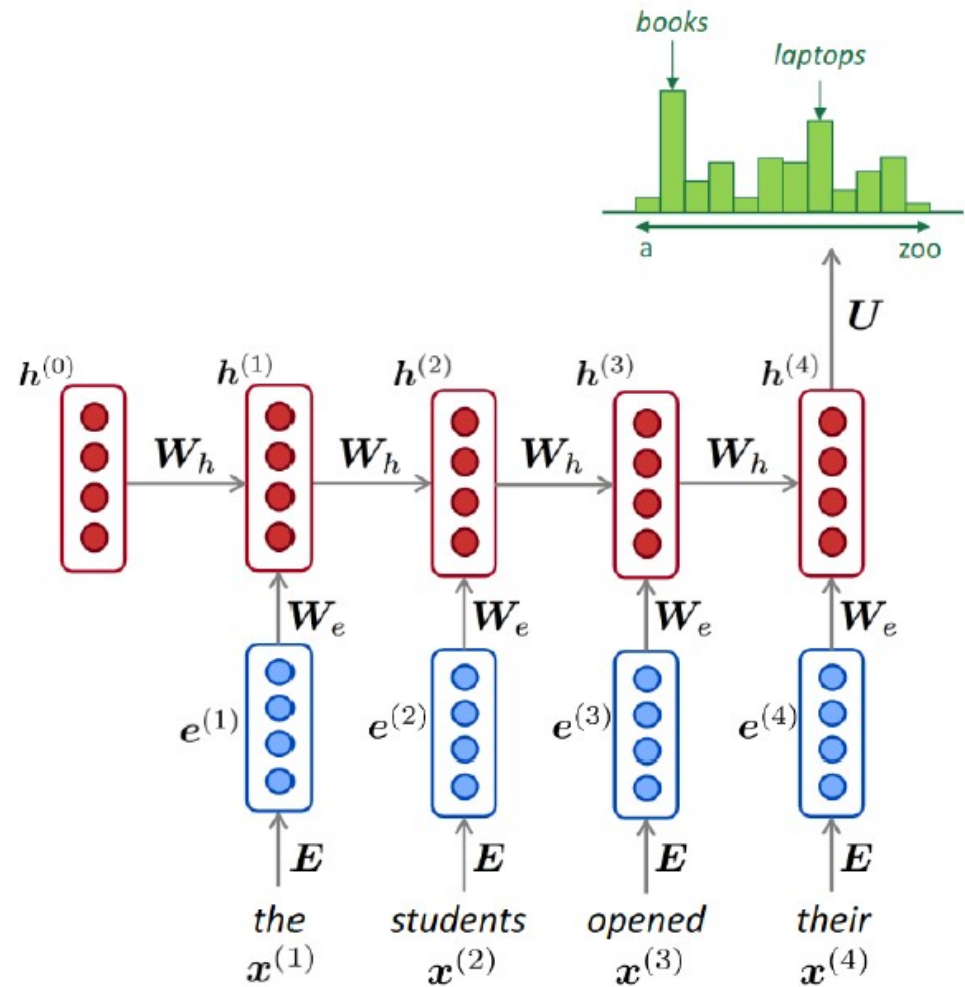 books
laptops
a zoo
U
h(0) h(1) h(2) h(3) h(4)
Wh Wh Wh Wh
We We We We
e(1) e(2) e(3) e(4)
E E E E
the students opened their
x(1) x(2) x(3) x(4)